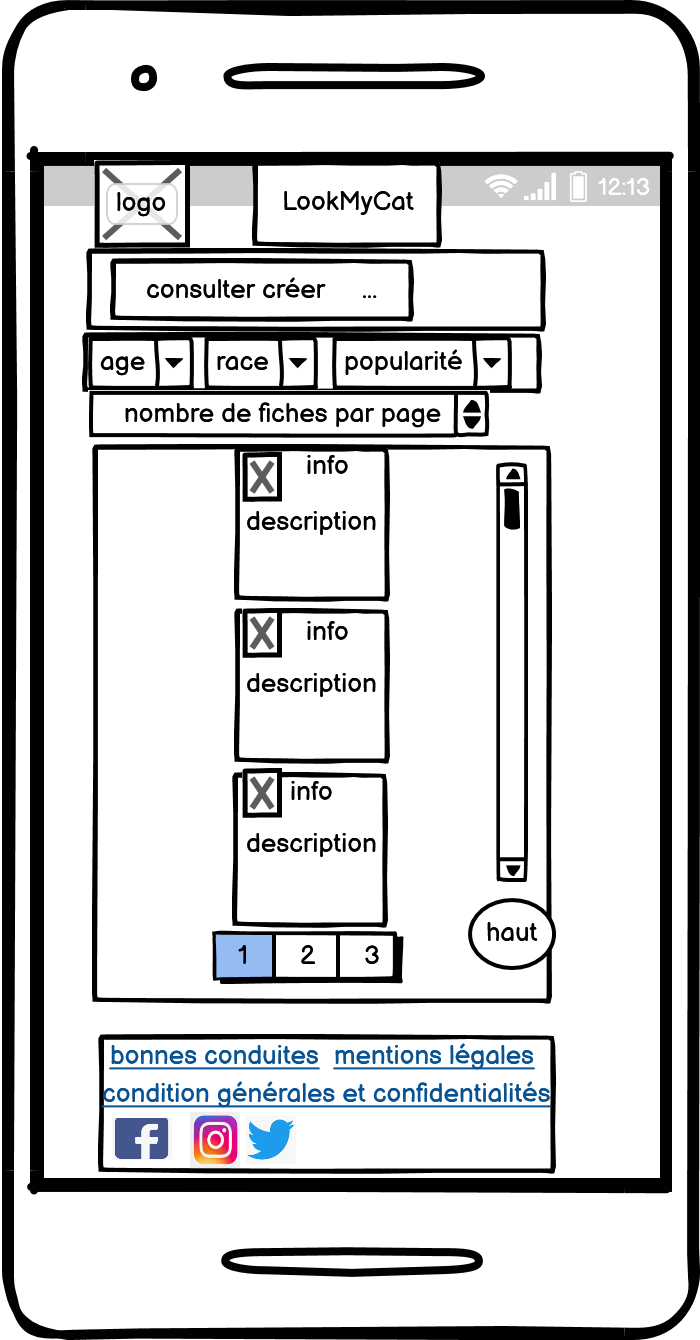 12:13
logo
LookMyCat
consulter créer ...
age race popularité
nombre de fiches par page
info
description
info
description
info
description
1 2 3
haut
bonnes conduites mentions légales
condition générales et confidentialités